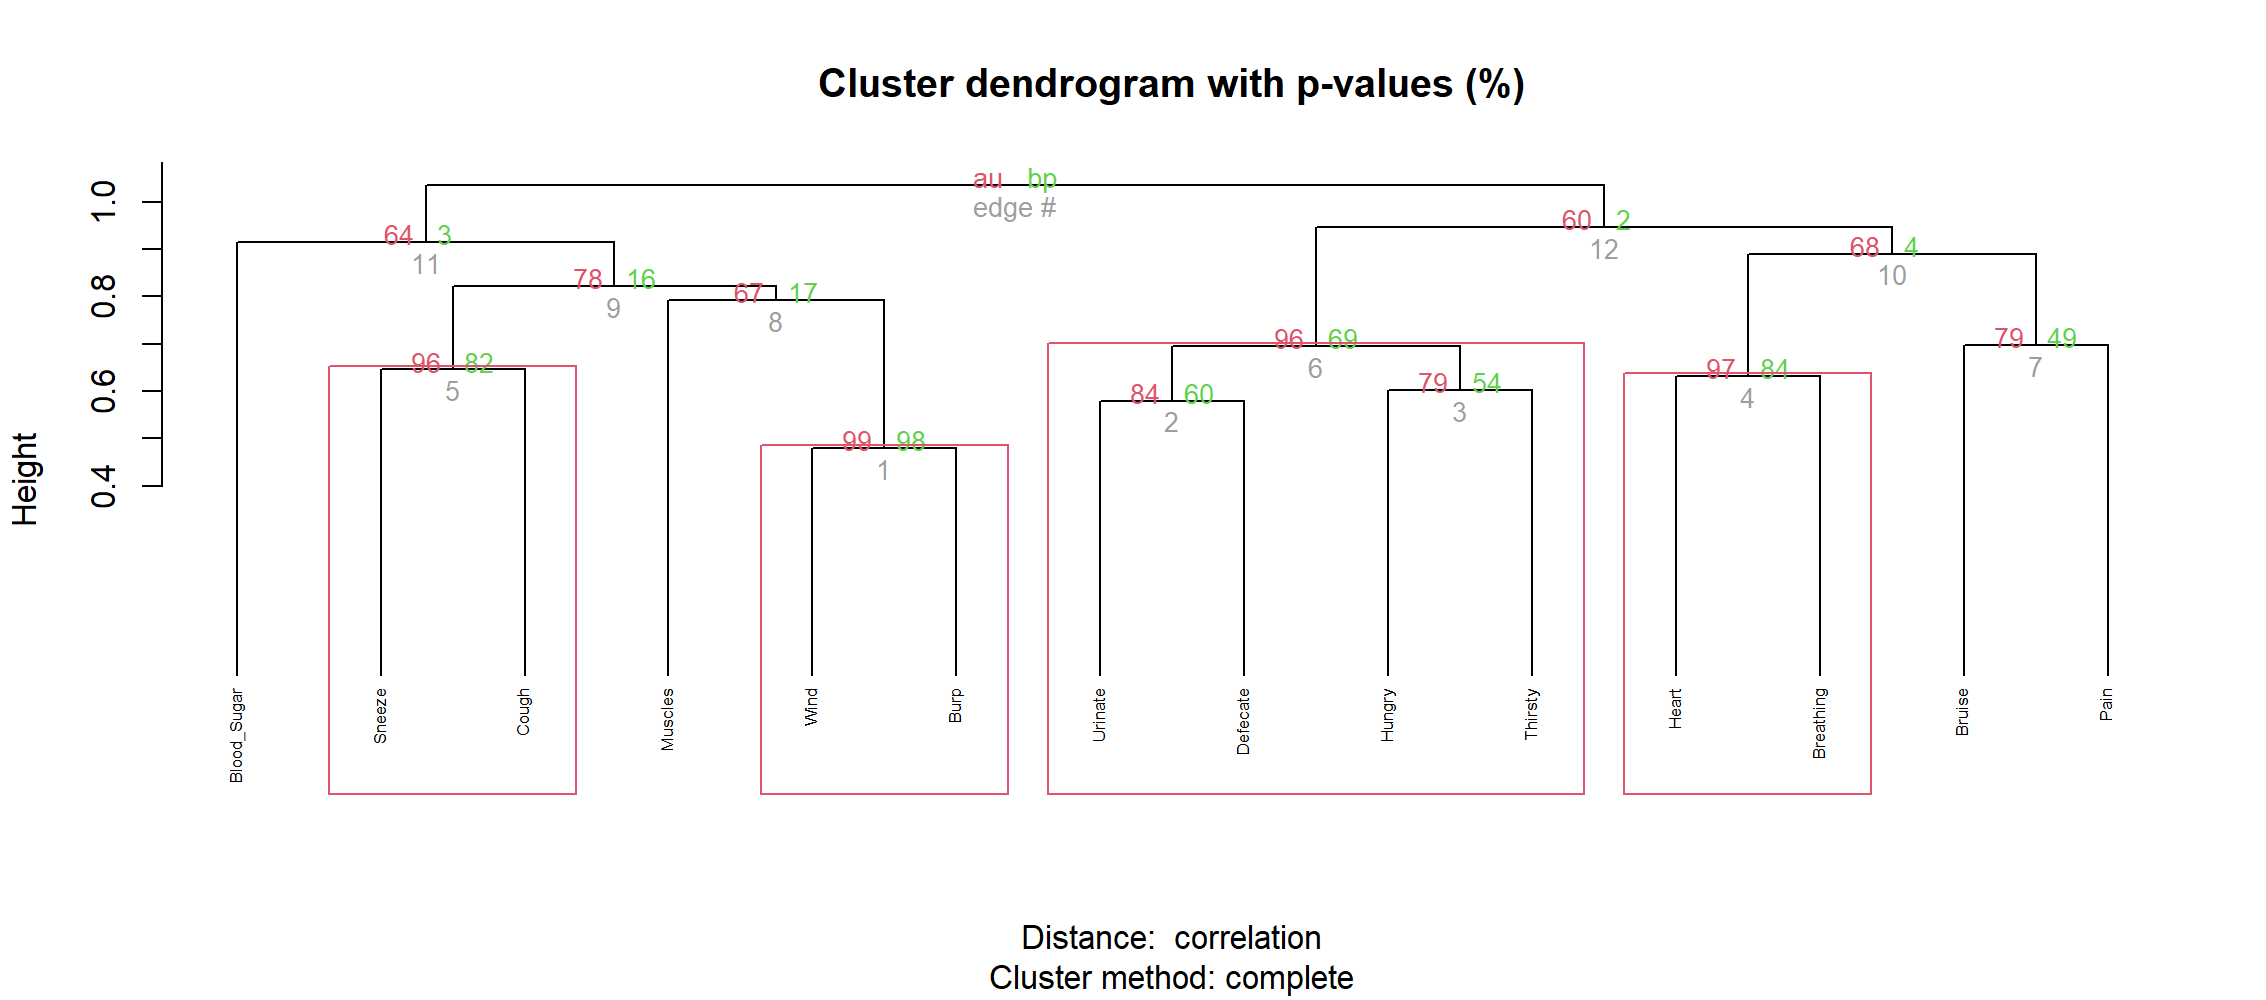 Cluster dendrogram with p-values (%)
Height
1.0
0.8
0.6
0.4
au bp
edge #
60 2
12
64 3
11
68 4
10
78 16
9
67 17
8
96 69
6
79 49
7
96 82
5
97 84
4
79 54
3
84 60
2
99 98
1
Blood_Sugar
Sneeze
Cough
Muscles
Wind
Burp
Urinate
Defecate
Hungry
Thirsty
Heart
Breathing
Bruise
Pain
Distance: correlation
Cluster method: complete